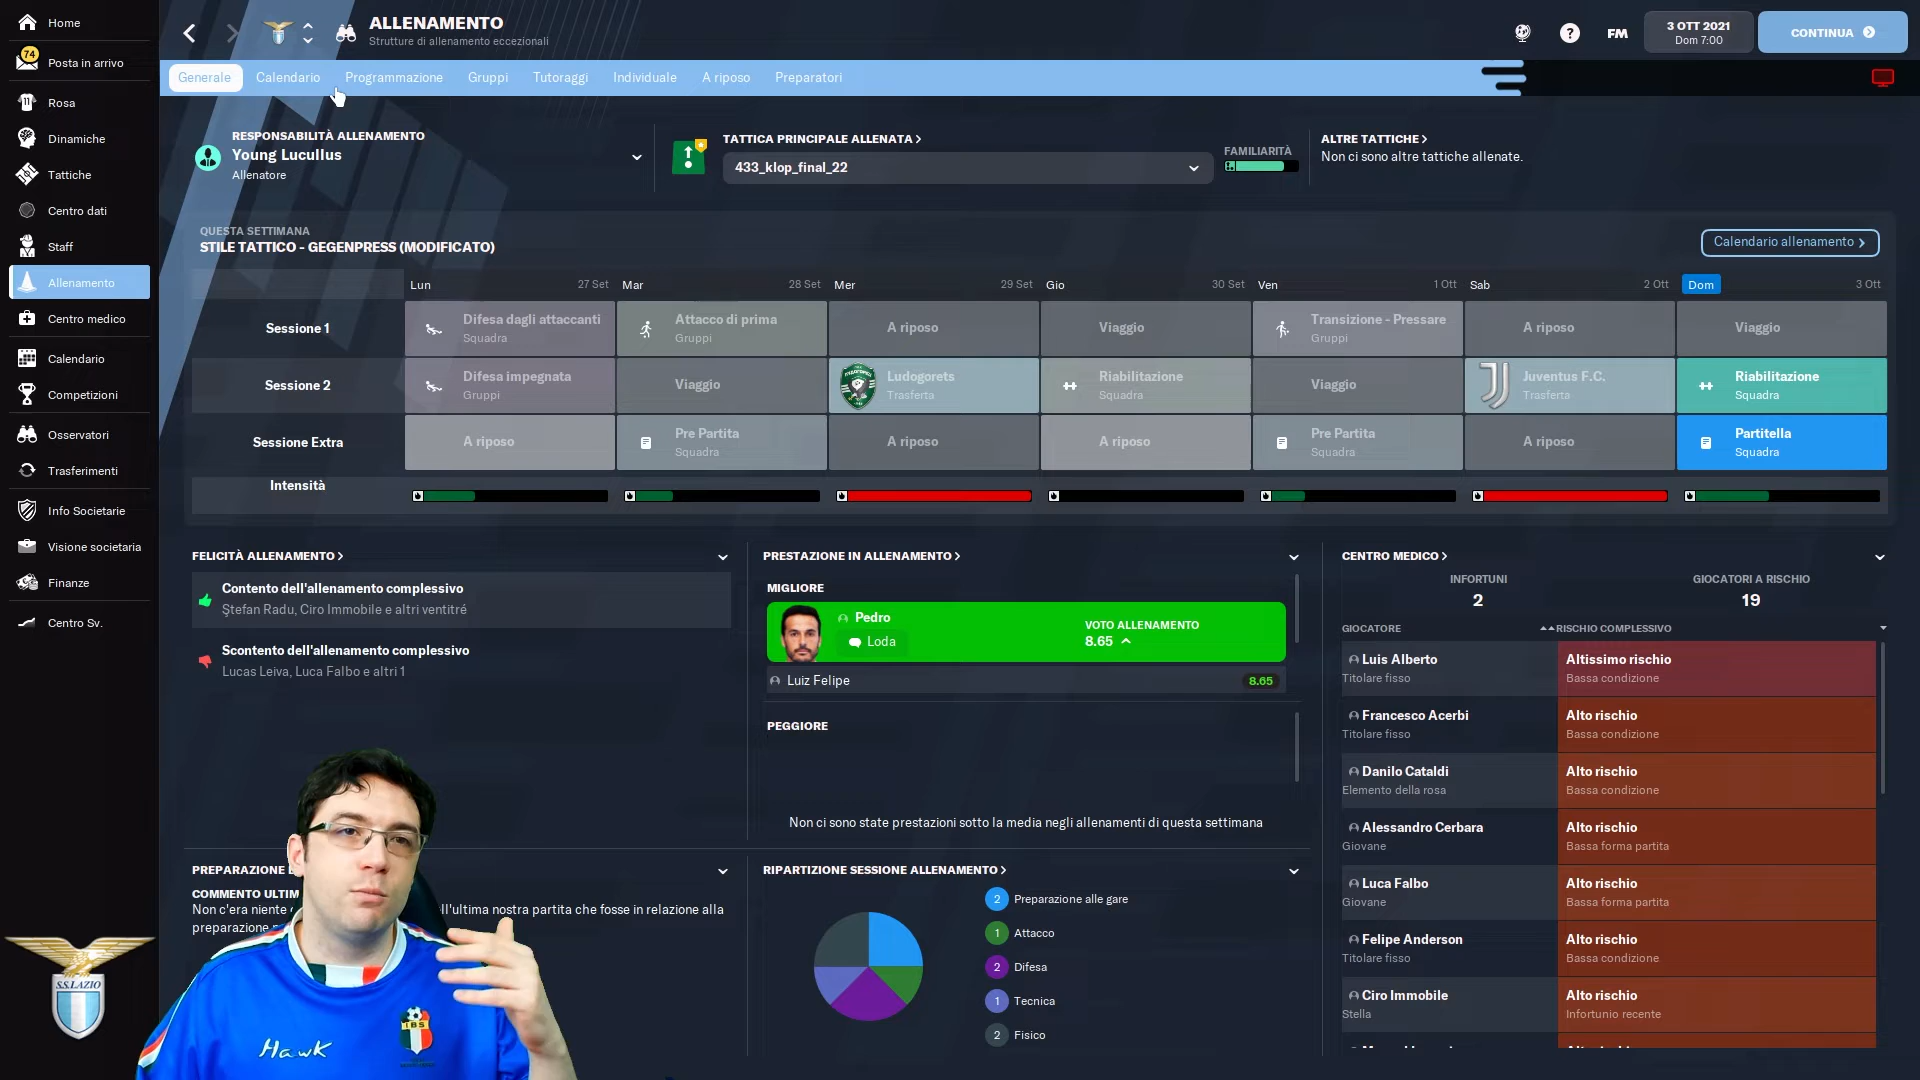 Home
74
Posta in arrivo
Rosa
Dinamiche
Tattiche
Centro dati
Staff
Allenamento
Centro medico
Calendario
Competizioni
Osservatori
Trasferimenti
Info Societarie
Visione societaria
Finanze
Centro Sv.
S.S.LAZIO
ALLENAMENTO
Strutture di allenamento eccezionali
?
FM
3 OTT 2021
Dom 7:00
CONTINUA
Generale
Calendario
Programmazione
Gruppi
Tutoraggi
Individuale
A riposo
Preparatori
RESPONSABILITÀ ALLENAMENTO
Young Lucullus
Allenatore
TATTICA PRINCIPALE ALLENATA
433_klop_final_22
FAMILIARITÀ
ALTRE TATTICHE
Non ci sono altre tattiche allenate.
QUESTA SETTIMANA
STILE TATTICO - GEGENPRESS (MODIFICATO)
Calendario allenamento
Lun 27 Set
Mar 28 Set
Mer 29 Set
Gio 30 Set
Ven 1 Ott
Sab 2 Ott
Dom 3 Ott
Sessione 1
Difesa dagli attaccanti
Squadra
Attacco di prima
Gruppi
A riposo
Viaggio
Transizione - Pressare
Gruppi
A riposo
Viaggio
Sessione 2
Difesa impegnata
Gruppi
Viaggio
Ludogorets
Trasferta
Riabilitazione
Squadra
Viaggio
Juventus F.C.
Trasferta
Riabilitazione
Squadra
Sessione Extra
A riposo
Pre Partita
Squadra
A riposo
A riposo
Pre Partita
Squadra
A riposo
Partitella
Squadra
Intensità
FELICITÀ ALLENAMENTO
Contento dell'allenamento complessivo
Ștefan Radu, Ciro Immobile e altri ventitré
Scontento dell'allenamento complessivo
Lucas Leiva, Luca Falbo e altri 1
PRESTAZIONE IN ALLENAMENTO
MIGLIORE
Pedro
Loda
VOTO ALLENAMENTO
8.65
Luiz Felipe
8.65
PEGGIORE
Non ci sono state prestazioni sotto la media negli allenamenti di questa settimana
CENTRO MEDICO
INFORTUNI
2
GIOCATORI A RISCHIO
19
GIOCATORE
RISCHIO COMPLESSIVO
Luis Alberto
Titolare fisso
Altissimo rischio
Bassa condizione
Francesco Acerbi
Titolare fisso
Alto rischio
Bassa condizione
Danilo Cataldi
Elemento della rosa
Alto rischio
Bassa condizione
Alessandro Cerbara
Giovane
Alto rischio
Bassa forma partita
Luca Falbo
Giovane
Alto rischio
Bassa forma partita
Felipe Anderson
Titolare fisso
Alto rischio
Bassa condizione
Ciro Immobile
Stella
Alto rischio
Infortunio recente
PREPARAZIONE
COMMENTO ULTIM
Non c'era niente ll'ultima nostra partita che fosse in relazione alla
preparazione
RIPARTIZIONE SESSIONE ALLENAMENTO
2 Preparazione alle gare
1 Attacco
2 Difesa
1 Tecnica
2 Fisico
Hawk
IBS